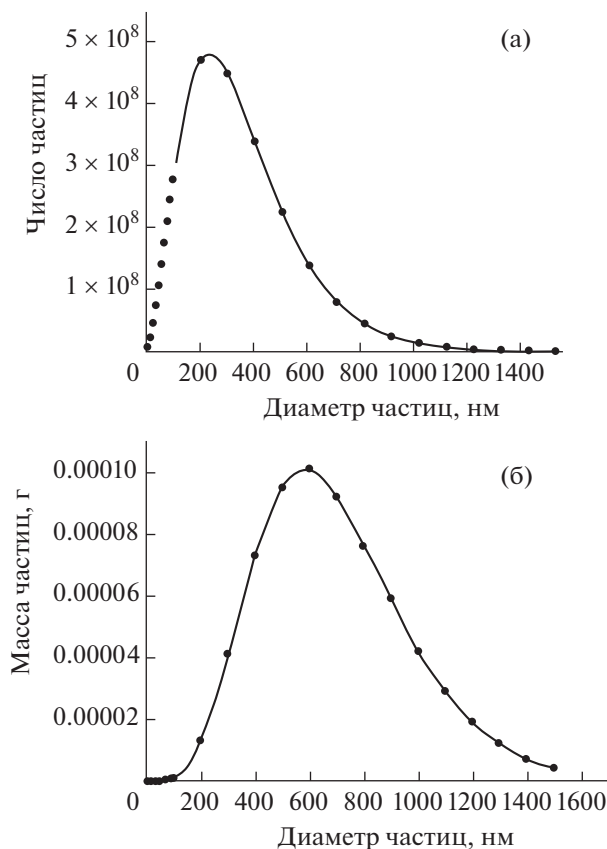 (а)
Число частиц
5 × 10⁸
4 × 10⁸
3 × 10⁸
2 × 10⁸
1 × 10⁸
0 200 400 600 800 1000 1200 1400
Диаметр частиц, нм
(б)
Масса частиц, г
0.00010
0.00008
0.00006
0.00004
0.00002
0 200 400 600 800 1000 1200 1400 1600
Диаметр частиц, нм